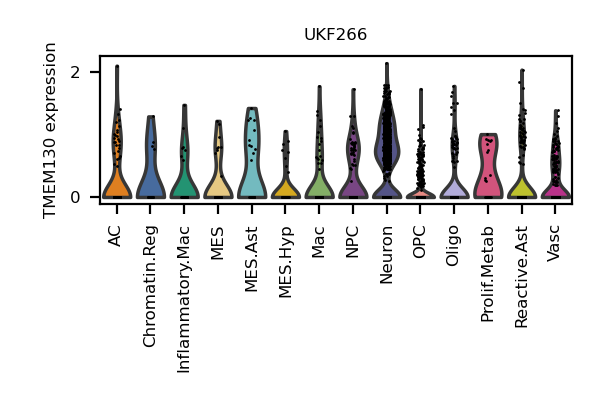 UKF266
TMEM130 expression
2
0
AC
Chromatin.Reg
Inflammatory.Mac
MES
MES.Ast
MES.Hyp
Mac
NPC
Neuron
OPC
Oligo
Prolif.Metab
Reactive.Ast
Vasc